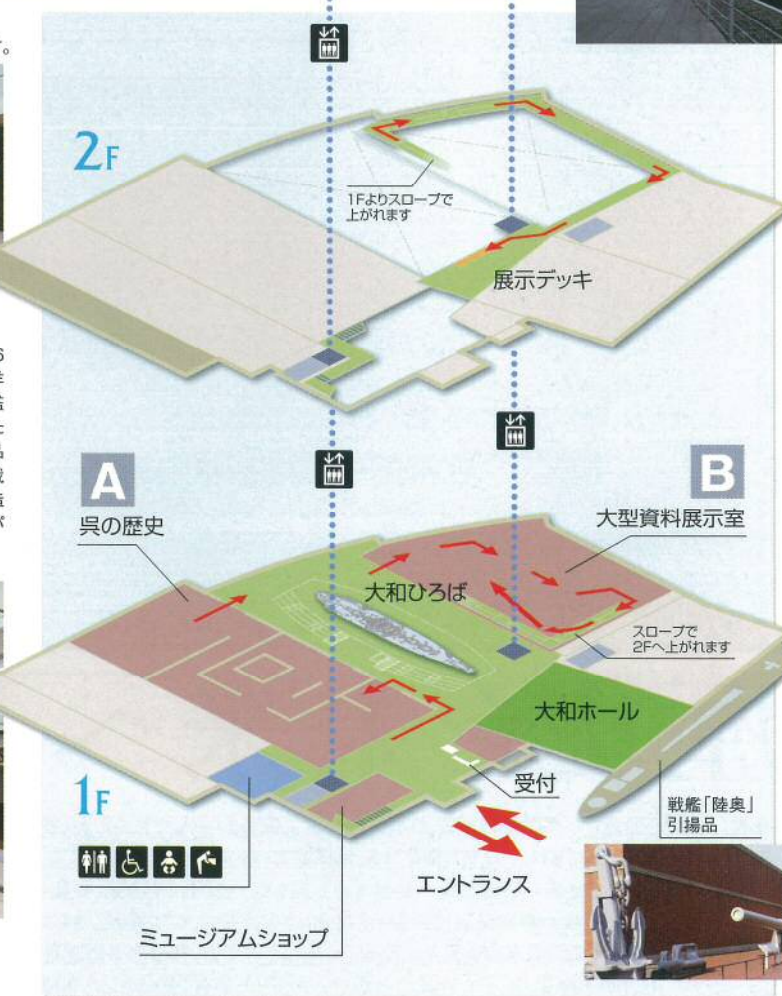 。
2F
1Fよりスロープで
上がれます
展示デッキ
A
呉の歴史
B
大型資料展示室
大和ひろば
スロープで
2Fへ上がれます
大和ホール
1F
受付
戦艦「陸奥」
引揚品
エントランス
ミュージアムショップ